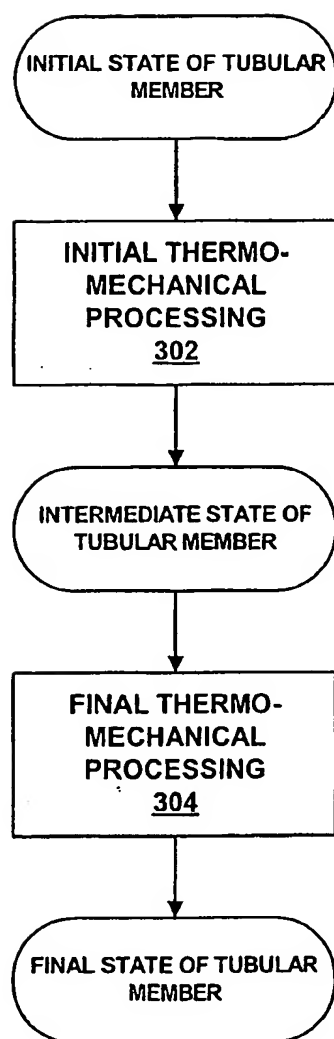 INITIAL STATE OF TUBULAR
MEMBER
INITIAL THERMO-
MECHANICAL
PROCESSING
302
INTERMEDIATE STATE OF
TUBULAR MEMBER
FINAL THERMO-
MECHANICAL
PROCESSING
304
FINAL STATE OF TUBULAR
MEMBER